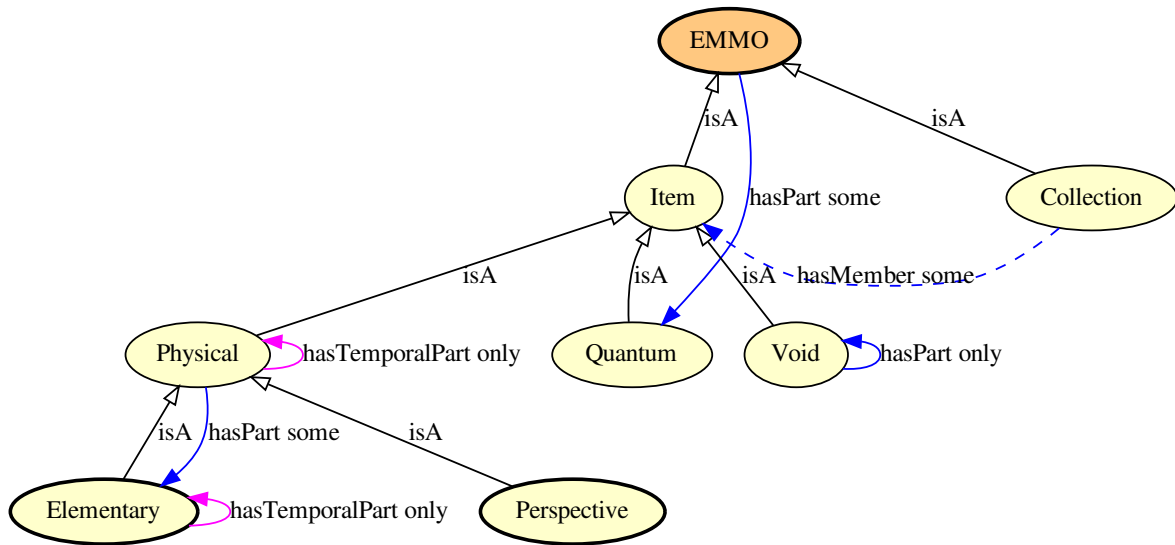 EMMO
isA
isA
Item
hasPart some
Collection
isA
isA
isA
hasMember some
Physical
hasTemporalPart only
Quantum
Void
hasPart only
isA
hasPart some
isA
Elementary
hasTemporalPart only
Perspective